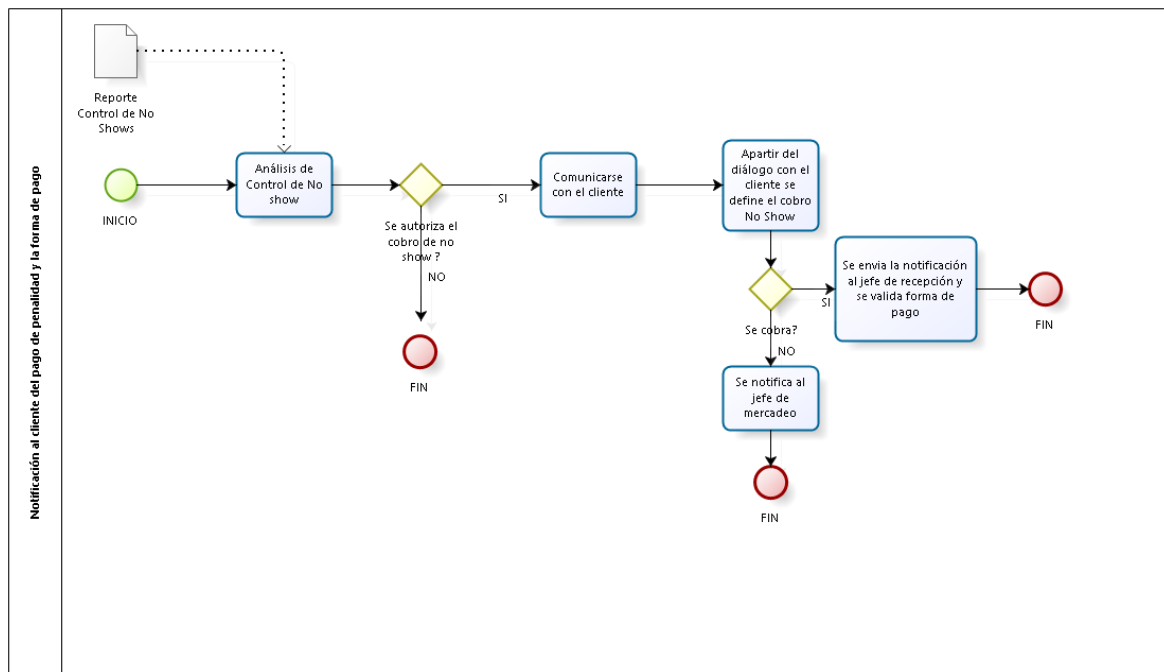 Notificación al cliente del pago de penalidad y la forma de pago
Reporte
Control de No
Shows
INICIO
Análisis de
Control de No
show
Se autoriza el
cobro de no
show ?
SI
NO
FIN
Comunicarse
con el cliente
Apartir del
diálogo con el
cliente se
define el cobro
No Show
Se cobra?
SI
NO
Se envia la notificación
al jefe de recepción y
se valida forma de
pago
FIN
Se notifica al
jefe de
mercadeo
FIN